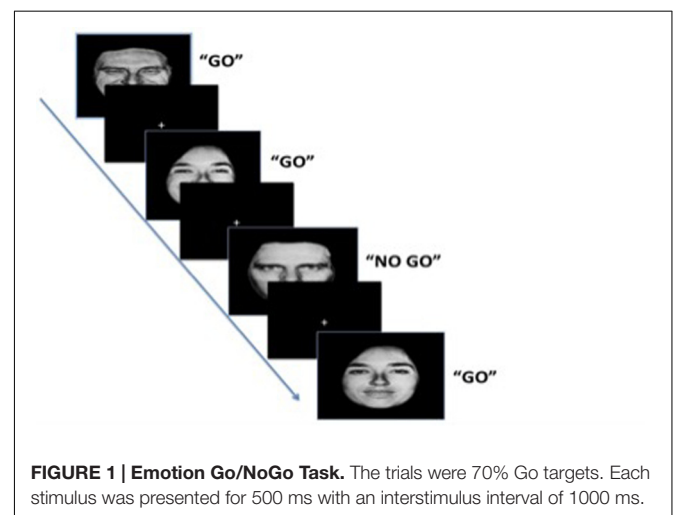 “GO”
“GO”
“NO GO”
“GO”
FIGURE 1 | Emotion Go/NoGo Task. The trials were 70% Go targets. Each
stimulus was presented for 500 ms with an interstimulus interval of 1000 ms.